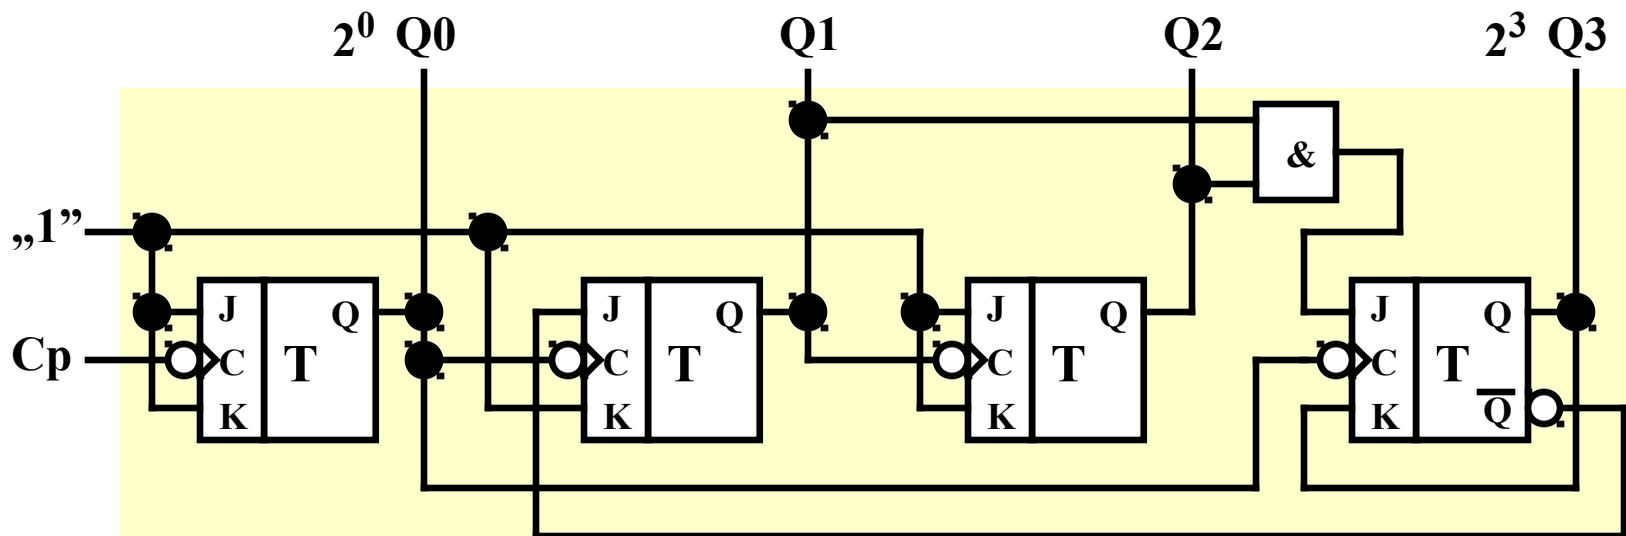 2⁰ Q0 Q1 Q2 2³ Q3
&
„1”
J Q J Q J Q J Q
Cp C T C T C T C T
K K K K Q̅